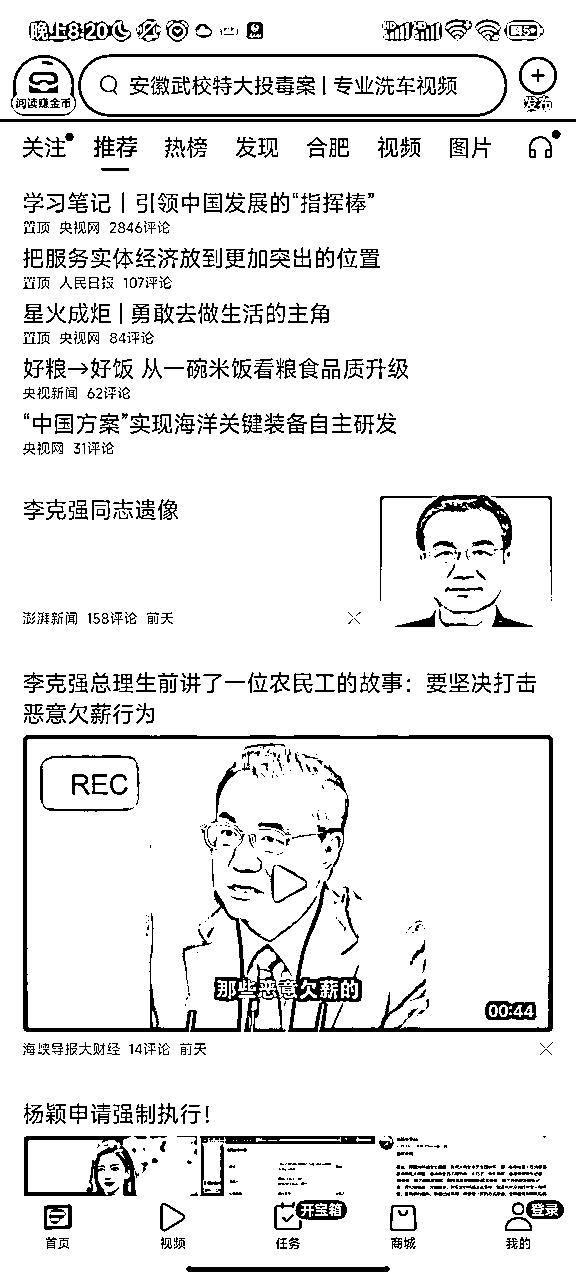 晚上8:20
阅读赚金币
安徽武校特大投毒案 | 专业洗车视频
发布
关注 推荐 热榜 发现 合肥 视频 图片
学习笔记丨引领中国发展的“指挥棒”
置顶 央视网 2846评论
把服务实体经济放到更加突出的位置
置顶 人民日报 107评论
星火成炬 | 勇敢去做生活的主角
置顶 央视网 84评论
好粮→好饭 从一碗米饭看粮食品质升级
央视新闻 62评论
“中国方案”实现海洋关键装备自主研发
央视网 31评论
李克强同志遗像
澎湃新闻 158评论 前天
李克强总理生前讲了一位农民工的故事：要坚决打击
恶意欠薪行为
REC
那些恶意欠薪的
00:44
海峡导报大财经 14评论 前天
杨颖申请强制执行！
开宝箱 登录
首页 视频 任务 商城 我的